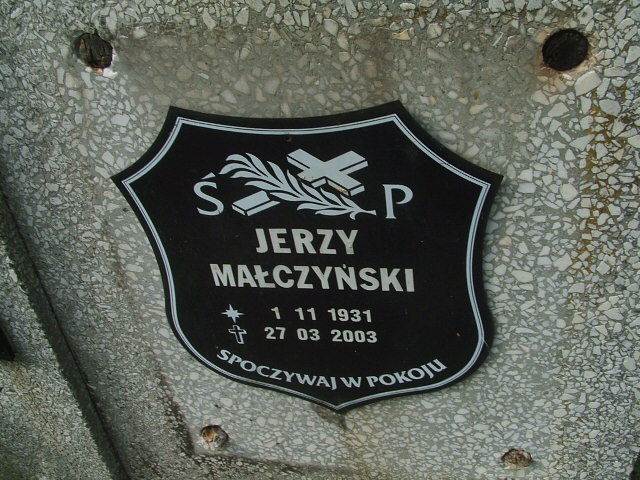 Ś P
JERZY
MAŁCZYŃSKI
1 11 1931
27 03 2003
SPOCZYWAJ W POKOJU